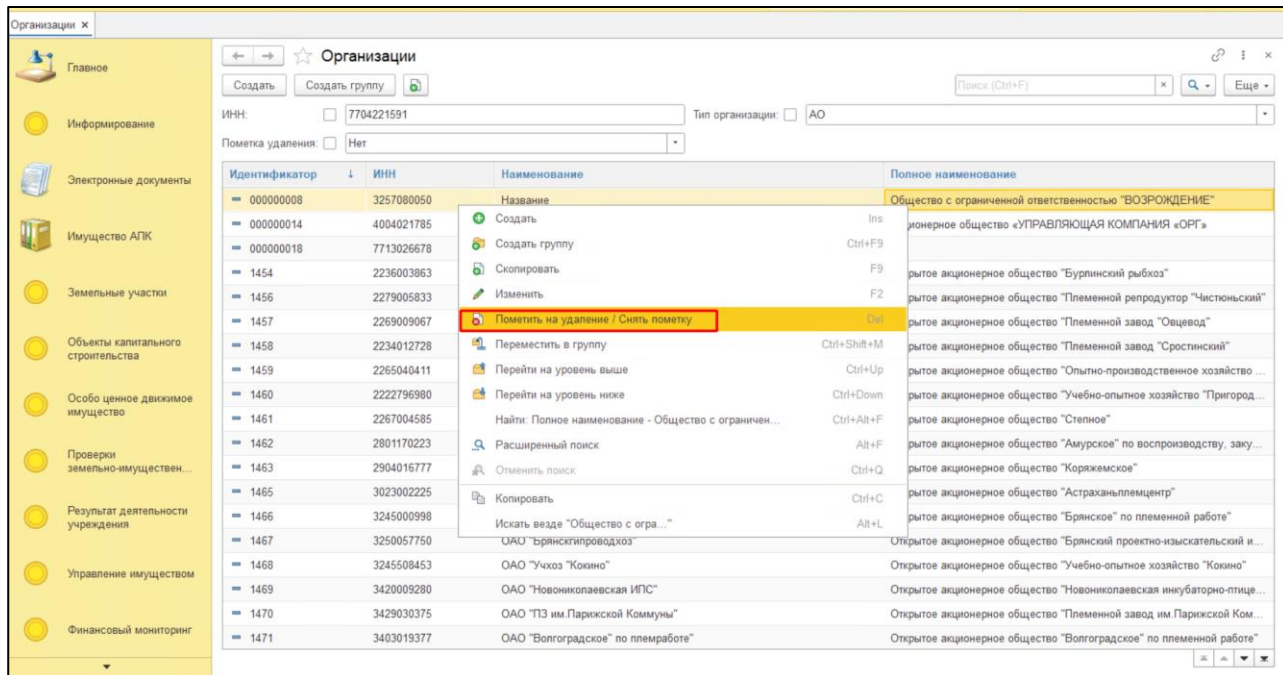 Организации ×
Главное
Информирование
Электронные документы
Имущество АПК
Земельные участки
Объекты капитального
строительства
Особо ценное движимое
имущество
Проверки
земельно-имуществен...
Результат деятельности
учреждения
Управление имуществом
Финансовый мониторинг
Организации
Создать Создать группу Поиск (Ctrl+F) × Еще
ИНН: 7704221591 Тип организации: АО
Пометка удаления: Нет
Идентификатор ↓ ИНН Наименование Полное наименование
000000008 3257080050 Название Общество с ограниченной ответственностью "ВОЗРОЖДЕНИЕ"
000000014 4004021785 ционерное общество «УПРАВЛЯЮЩАЯ КОМПАНИЯ «ОРГ»
000000018 7713026678
1454 2236003863 рытое акционерное общество "Бурлинский рыбхоз"
1456 2279005833 рытое акционерное общество "Племенной репродуктор "Чистюньский"
1457 2269009067 рытое акционерное общество "Племенной завод "Овцевод"
1458 2234012728 рытое акционерное общество "Племенной завод "Сростинский"
1459 2265040411 рытое акционерное общество "Опытно-производственное хозяйство ...
1460 2222796980 рытое акционерное общество "Учебно-опытное хозяйство "Пригород...
1461 2267004585 рытое акционерное общество "Степное"
1462 2801170223 рытое акционерное общество "Амурское" по воспроизводству, заку...
1463 2904016777 рытое акционерное общество "Коряжемское"
1465 3023002225 рытое акционерное общество "Астраханьплемцентр"
1466 3245000998 рытое акционерное общество "Брянское" по племенной работе"
1467 3250057750 ОАО "Брянскгипроводхоз" Открытое акционерное общество "Брянский проектно-изыскательский и...
1468 3245508453 ОАО "Учхоз "Кокино" Открытое акционерное общество "Учебно-опытное хозяйство "Кокино"
1469 3420009280 ОАО "Новониколаевская ИПС" Открытое акционерное общество "Новониколаевская инкубаторно-птице...
1470 3429030375 ОАО "ПЗ им.Парижской Коммуны" Открытое акционерное общество "Племенной завод им.Парижской Ком...
1471 3403019377 ОАО "Волгоградское" по племработе" Открытое акционерное общество "Волгоградское" по племенной работе"
Создать Ins
Создать группу Ctrl+F9
Скопировать F9
Изменить F2
Пометить на удаление / Снять пометку Del
Переместить в группу Ctrl+Shift+M
Перейти на уровень выше Ctrl+Up
Перейти на уровень ниже Ctrl+Down
Найти: Полное наименование - Общество с ограничен... Ctrl+Alt+F
Расширенный поиск Alt+F
Отменить поиск Ctrl+Q
Копировать Ctrl+C
Искать везде "Общество с огра..." Alt+L